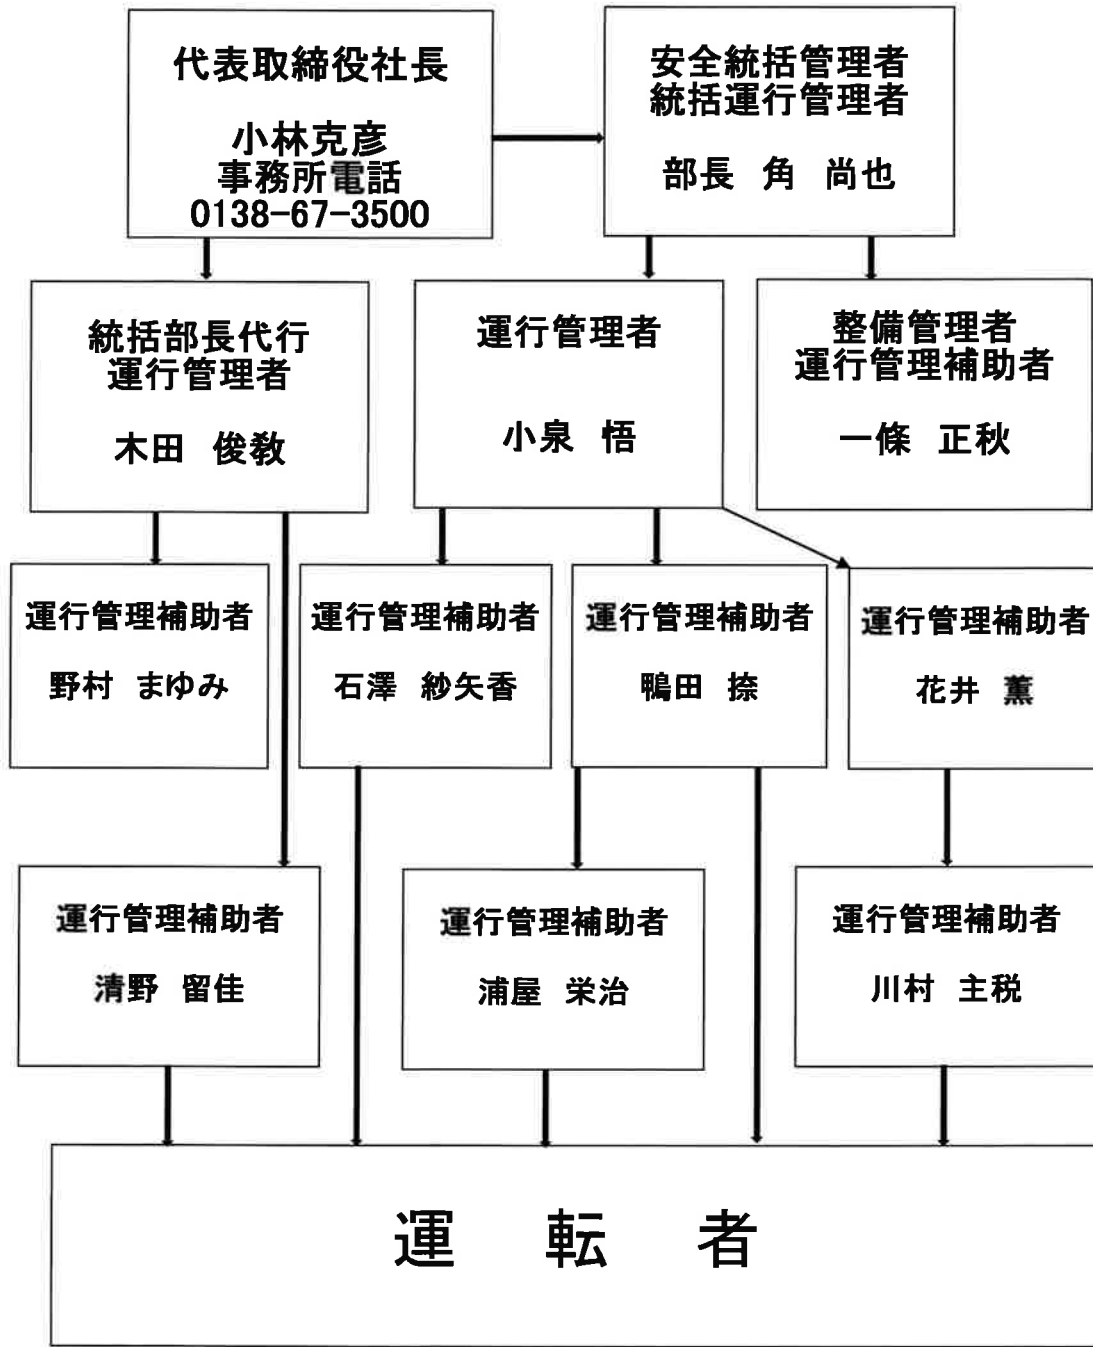 代表取締役社長
小林克彦
事務所電話
0138-67-3500
安全統括管理者
統括運行管理者
部長 角 尚也
統括部長代行
運行管理者
木田 俊敎
運行管理者
小泉 悟
整備管理者
運行管理補助者
一條 正秋
運行管理補助者
野村 まゆみ
運行管理補助者
石澤 紗矢香
運行管理補助者
鴨田 捺
運行管理補助者
花井 薫
運行管理補助者
清野 留佳
運行管理補助者
浦屋 栄治
運行管理補助者
川村 主税
運 転 者